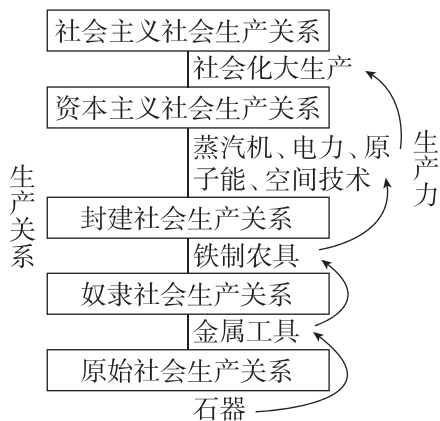 社会主义社会生产关系
社会化大生产
资本主义社会生产关系
蒸汽机、电力、原
子能、空间技术
封建社会生产关系
铁制农具
奴隶社会生产关系
金属工具
原始社会生产关系
石器
生产关系
生产力